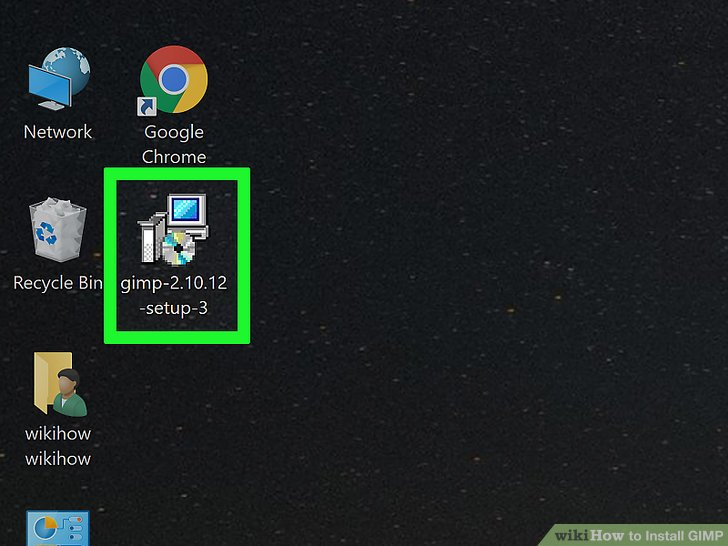 Network
Google
Chrome
Recycle Bin
gimp-2.10.12
-setup-3
wikihow
wikihow
wikiHow to Install GIMP